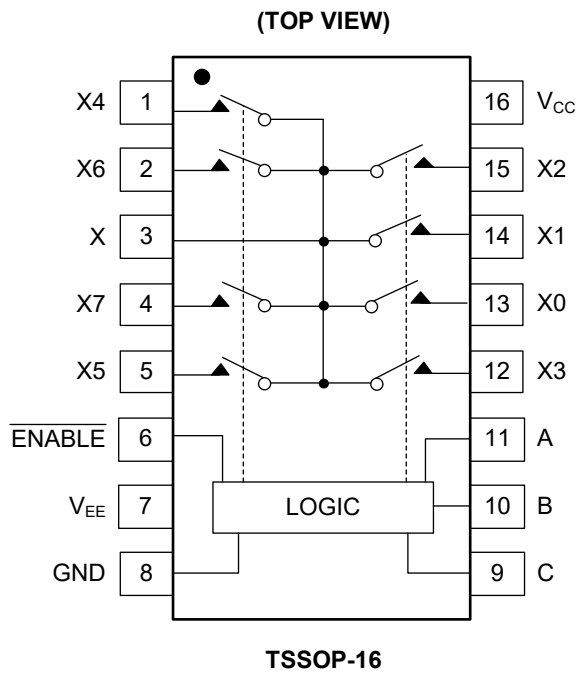 (TOP VIEW)
X4 1 16 VCC
X6 2 15 X2
X 3 14 X1
X7 4 13 X0
X5 5 12 X3
ENABLE 6 11 A
VEE 7 LOGIC 10 B
GND 8 9 C
TSSOP-16